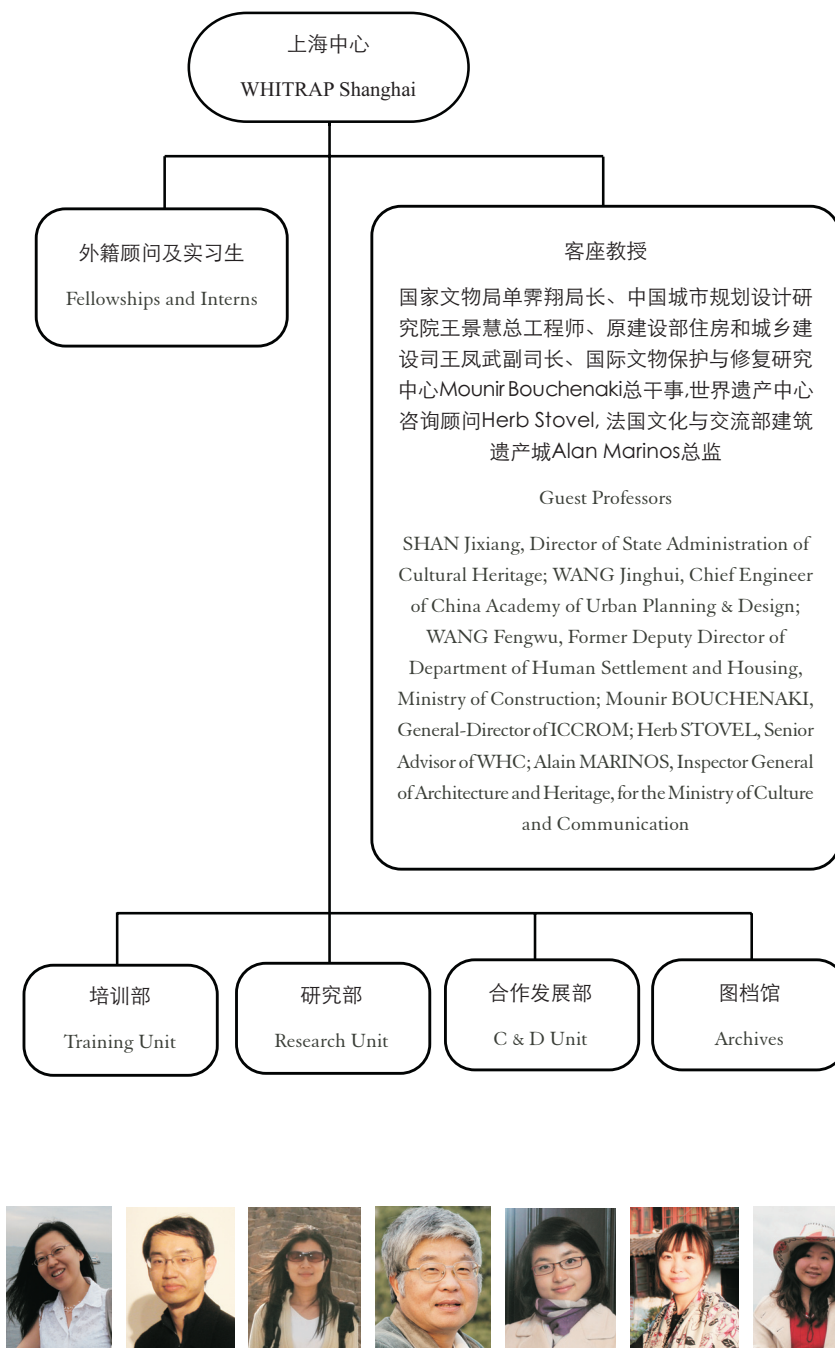 上海中心
WHITRAP Shanghai
外籍顾问及实习生
Fellowships and Interns
客座教授
国家文物局单霁翔局长、中国城市规划设计研
究院王景慧总工程师、原建设部住房和城乡建
设司王凤武副司长、国际文物保护与修复研究
中心Mounir Bouchenaki总干事,世界遗产中心
咨询顾问Herb Stovel, 法国文化与交流部建筑
遗产城Alan Marinos总监
Guest Professors
SHAN Jixiang, Director of State Administration of
Cultural Heritage; WANG Jinghui, Chief Engineer
of China Academy of Urban Planning & Design;
WANG Fengwu, Former Deputy Director of
Department of Human Settlement and Housing,
Ministry of Construction; Mounir BOUCHENAKI,
General-Director of ICCROM; Herb STOVEL, Senior
Advisor of WHC; Alain MARINOS, Inspector General
of Architecture and Heritage, for the Ministry of Culture
and Communication
培训部
Training Unit
研究部
Research Unit
合作发展部
C & D Unit
图档馆
Archives